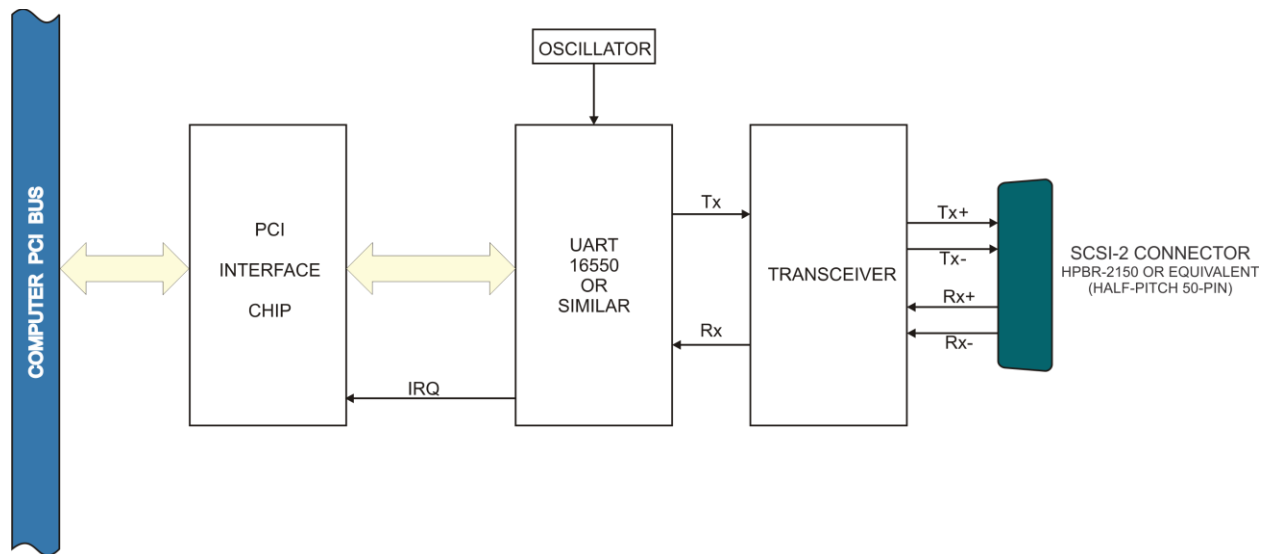 COMPUTER PCI BUS
PCI
INTERFACE
CHIP
IRQ
OSCILLATOR
UART
16550
OR
SIMILAR
Tx
Rx
TRANSCEIVER
Tx+
Tx-
Rx+
Rx-
SCSI-2 CONNECTOR
HPBR-2150 OR EQUIVALENT
(HALF-PITCH 50-PIN)